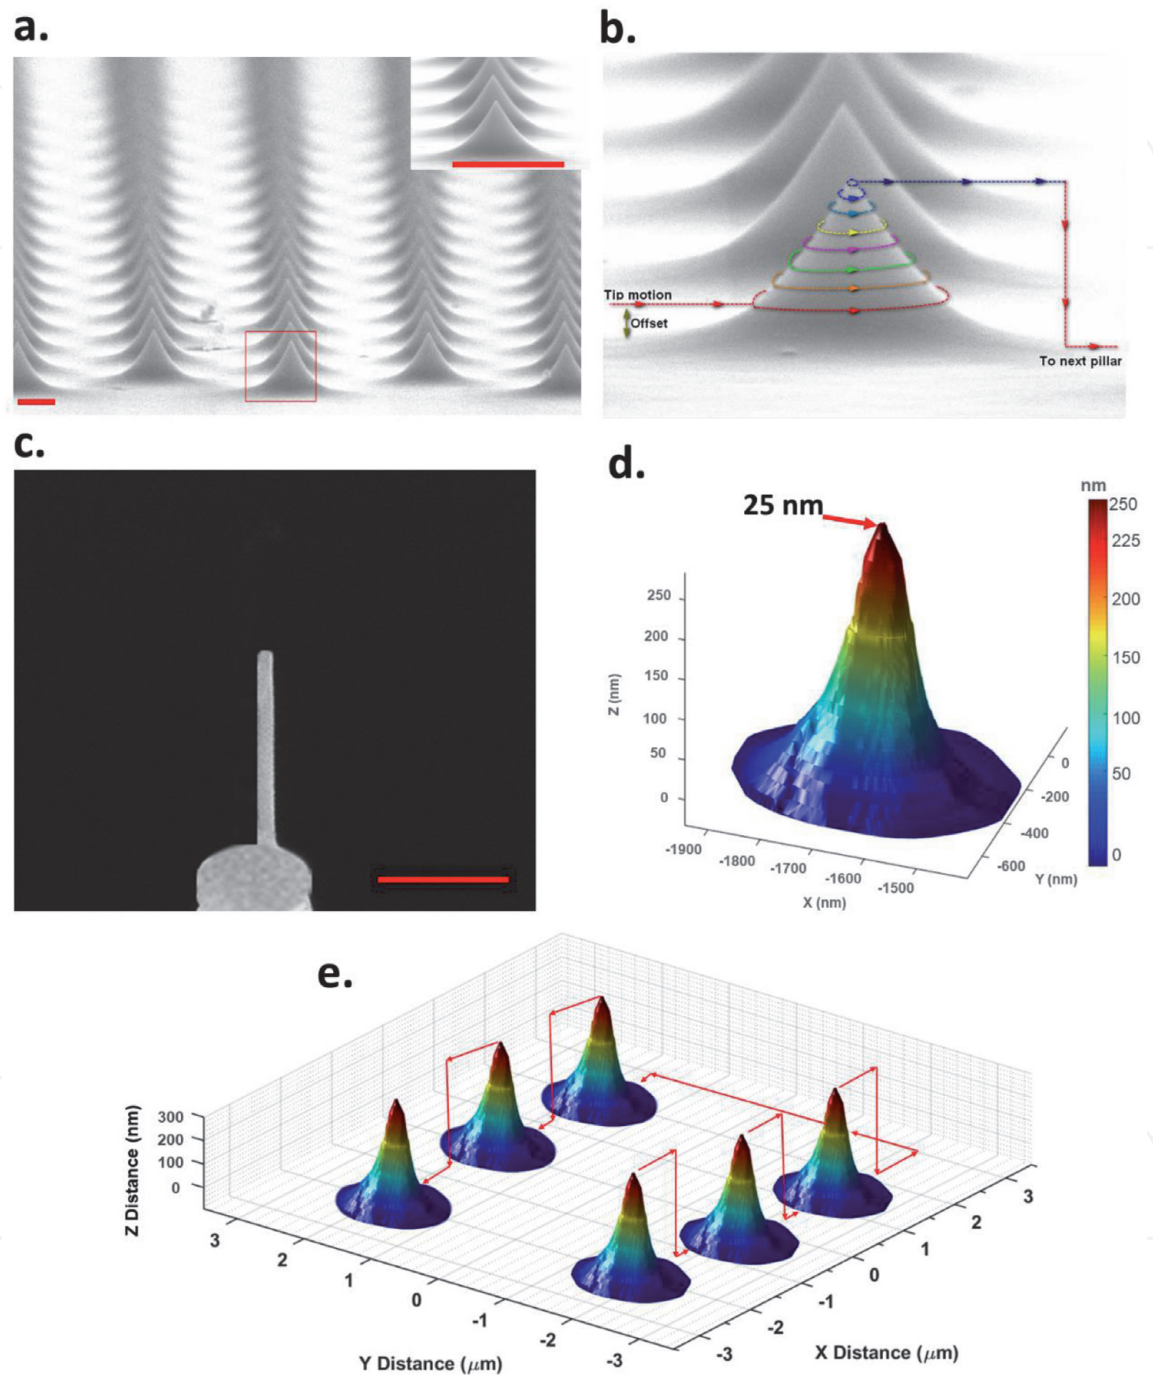 a.
b.
Tip motion
Offset
To next pillar
c.
d.
25 nm
nm
250
225
200
150
100
50
0
250
200
150
100
50
0
Z (nm)
-1900
-1800
-1700
-1600
-1500
X (nm)
0
-200
-400
-600
Y (nm)
e.
300
200
100
0
Z Distance (nm)
3
2
1
0
-1
-2
-3
Y Distance (μm)
-3
-2
-1
0
1
2
3
X Distance (μm)